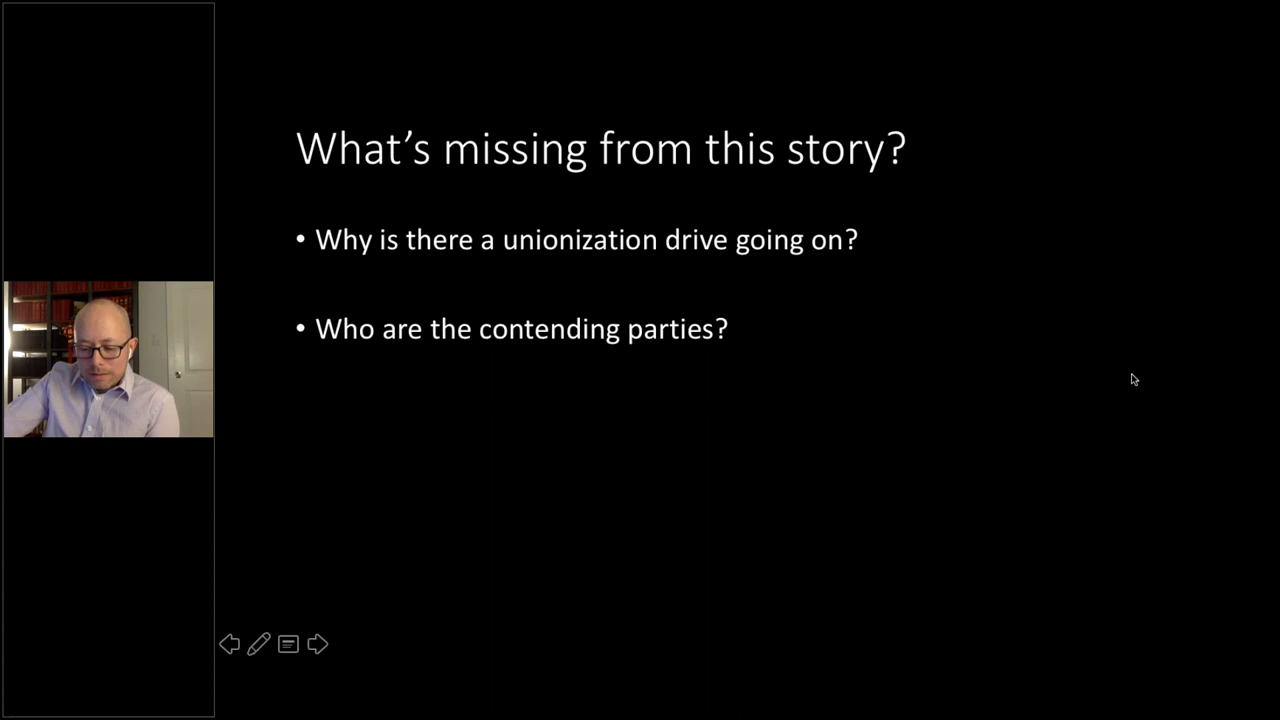 What’s missing from this story?
• Why is there a unionization drive going on?
• Who are the contending parties?